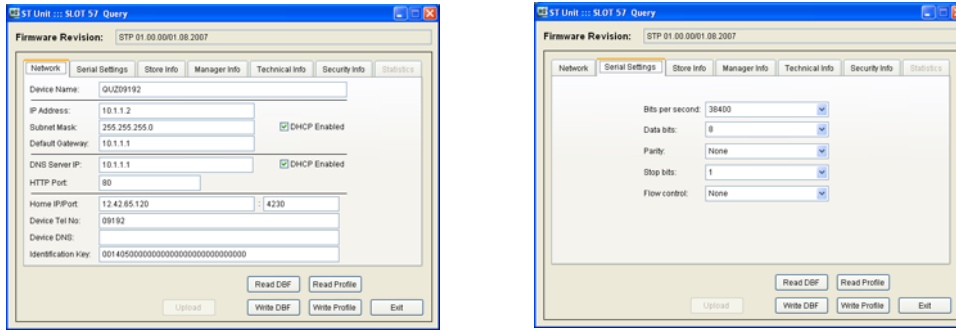 ST Unit ::: SLOT 57 Query
Firmware Revision: STP 01.00.00/01.08.2007
Network Serial Settings Store Info Manager Info Technical Info Security Info Statistics
Device Name: QUZ09192
IP Address: 10.1.1.2
Subnet Mask: 255.255.255.0 DHCP Enabled
Default Gateway: 10.1.1.1
DNS Server IP: 10.1.1.1 DHCP Enabled
HTTP Port: 80
Home IP/Port: 12.42.65.120 : 4230
Device Tel No: 09192
Device DNS:
Identification Key:
Read DBF Read Profile
Upload Write DBF Write Profile Exit
ST Unit ::: SLOT 57 Query
Firmware Revision: STP 01.00.00/01.08.2007
Network Serial Settings Store Info Manager Info Technical Info Security Info Statistics
Bits per second: 38400
Data bits: 8
Parity: None
Stop bits: 1
Flow control: None
Read DBF Read Profile
Upload Write DBF Write Profile Exit